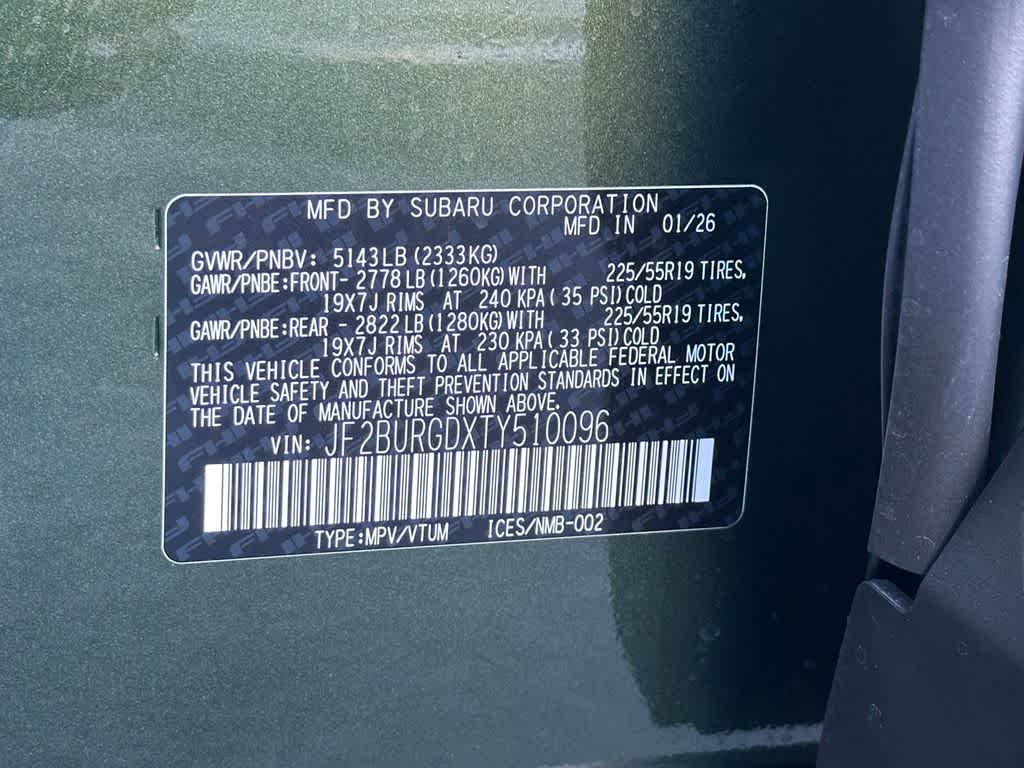 MFD BY SUBARU CORPORATION
MFD IN 01/26
GVWR/PNBV: 5143LB (2333KG)
GAWR/PNBE:FRONT- 2778 LB (1260KG) WITH 225/55R19 TIRES,
19X7J RIMS AT 240 KPA ( 35 PSI) COLD
GAWR/PNBE:REAR - 2822 LB (1280KG) WITH 225/55R19 TIRES,
19X7J RIMS AT 230 KPA ( 33 PSI) COLD
THIS VEHICLE CONFORMS TO ALL APPLICABLE FEDERAL MOTOR
VEHICLE SAFETY AND THEFT PREVENTION STANDARDS IN EFFECT ON
THE DATE OF MANUFACTURE SHOWN ABOVE.
VIN: JF2BURGDXTY510096
TYPE:MPV/VTUM ICES/NMB-002